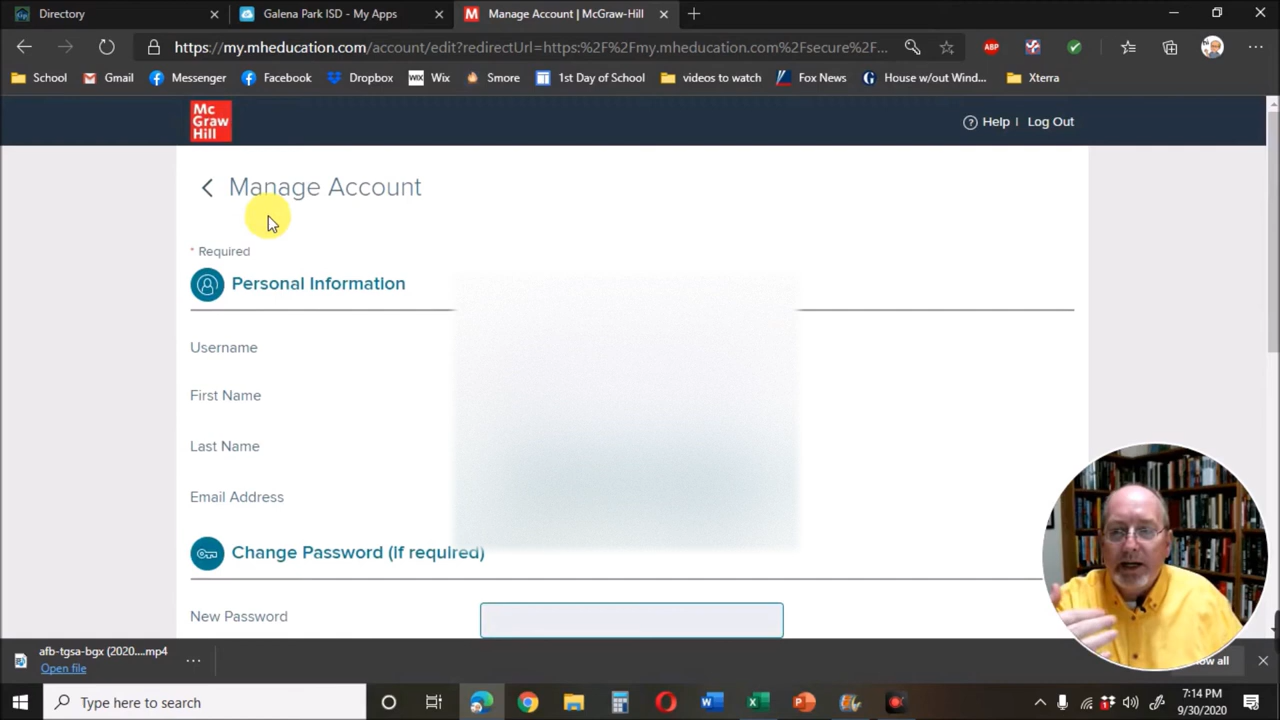 Directory
Galena Park ISD - My Apps
Manage Account | McGraw-Hill
https://my.mheducation.com/account/edit?redirectUrl=https:%2F%2Fmy.mheducation.com%2Fsecure%2F...
ABP
School
Gmail
Messenger
Facebook
Dropbox
WIX
Wix
Smore
1st Day of School
videos to watch
Fox News
House w/out Wind...
Xterra
Mc
Graw
Hill
Help |
Log Out
Manage Account
* Required
Personal Information
Username
First Name
Last Name
Email Address
Change Password (If required)
New Password
afb-tgsa-bgx (2020....mp4
Open file
all
Type here to search
7:14 PM
9/30/2020